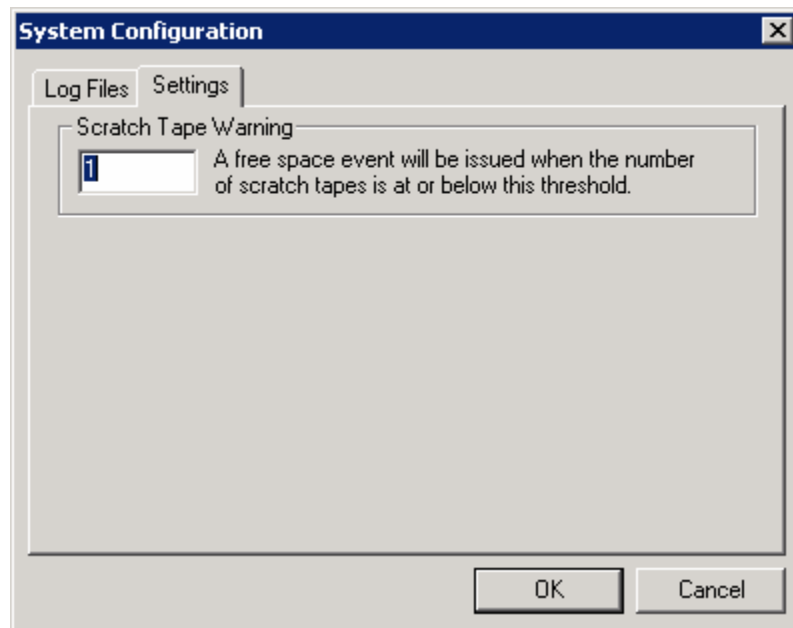 System Configuration
Log Files Settings
Scratch Tape Warning
1
A free space event will be issued when the number
of scratch tapes is at or below this threshold.
OK Cancel